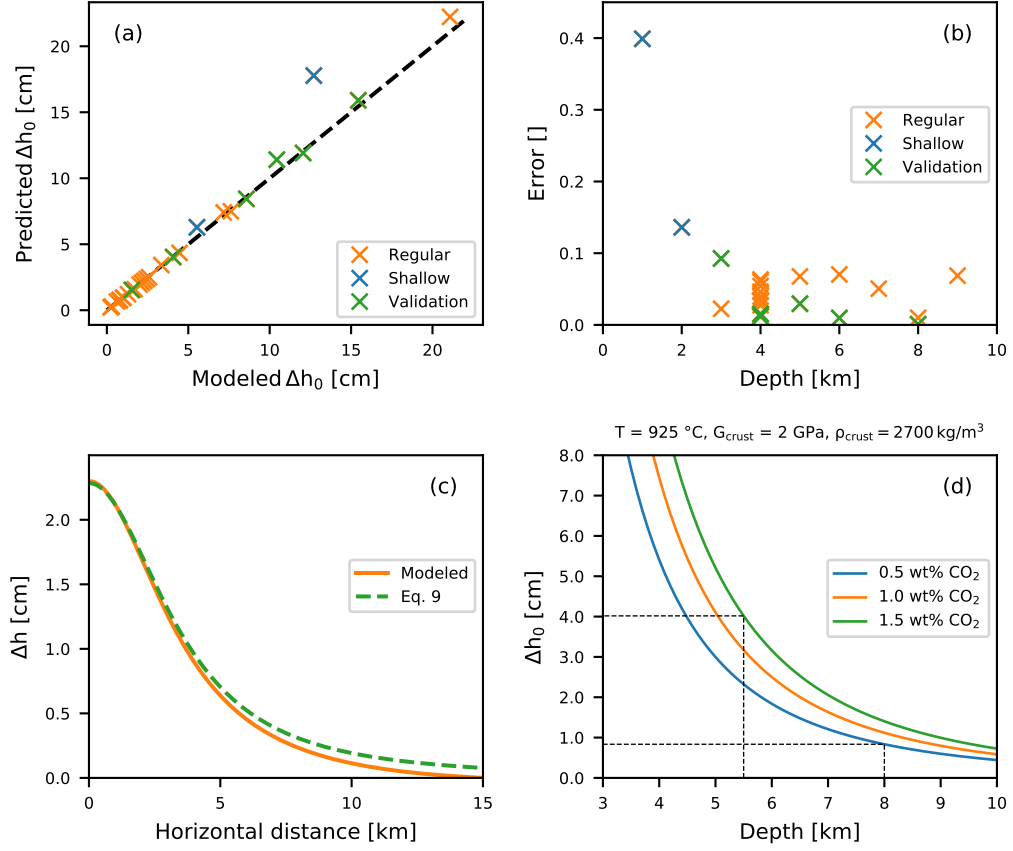 (a)
Predicted Δh₀ [cm]
20
15
10
5
0
Regular
Shallow
Validation
0 5 10 15 20
Modeled Δh₀ [cm]
(b)
Error []
0.4
0.3
0.2
0.1
0.0
Regular
Shallow
Validation
0 2 4 6 8 10
Depth [km]
(c)
Δh [cm]
2.0
1.5
1.0
0.5
0.0
Modeled
Eq. 9
0 5 10 15
Horizontal distance [km]
T = 925 °C, G_crust = 2 GPa, ρ_crust = 2700 kg/m³
(d)
Δh₀ [cm]
8.0
7.0
6.0
5.0
4.0
3.0
2.0
1.0
0.0
0.5 wt% CO₂
1.0 wt% CO₂
1.5 wt% CO₂
3 4 5 6 7 8 9 10
Depth [km]